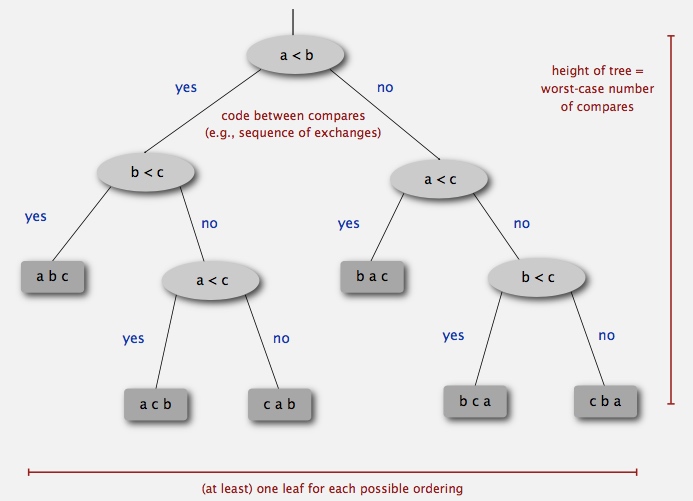 a < b
height of tree =
worst-case number
of compares
yes
no
code between compares
(e.g., sequence of exchanges)
b < c
a < c
yes
no
yes
no
a b c
a < c
b a c
b < c
yes
no
yes
no
a c b
c a b
b c a
c b a
(at least) one leaf for each possible ordering